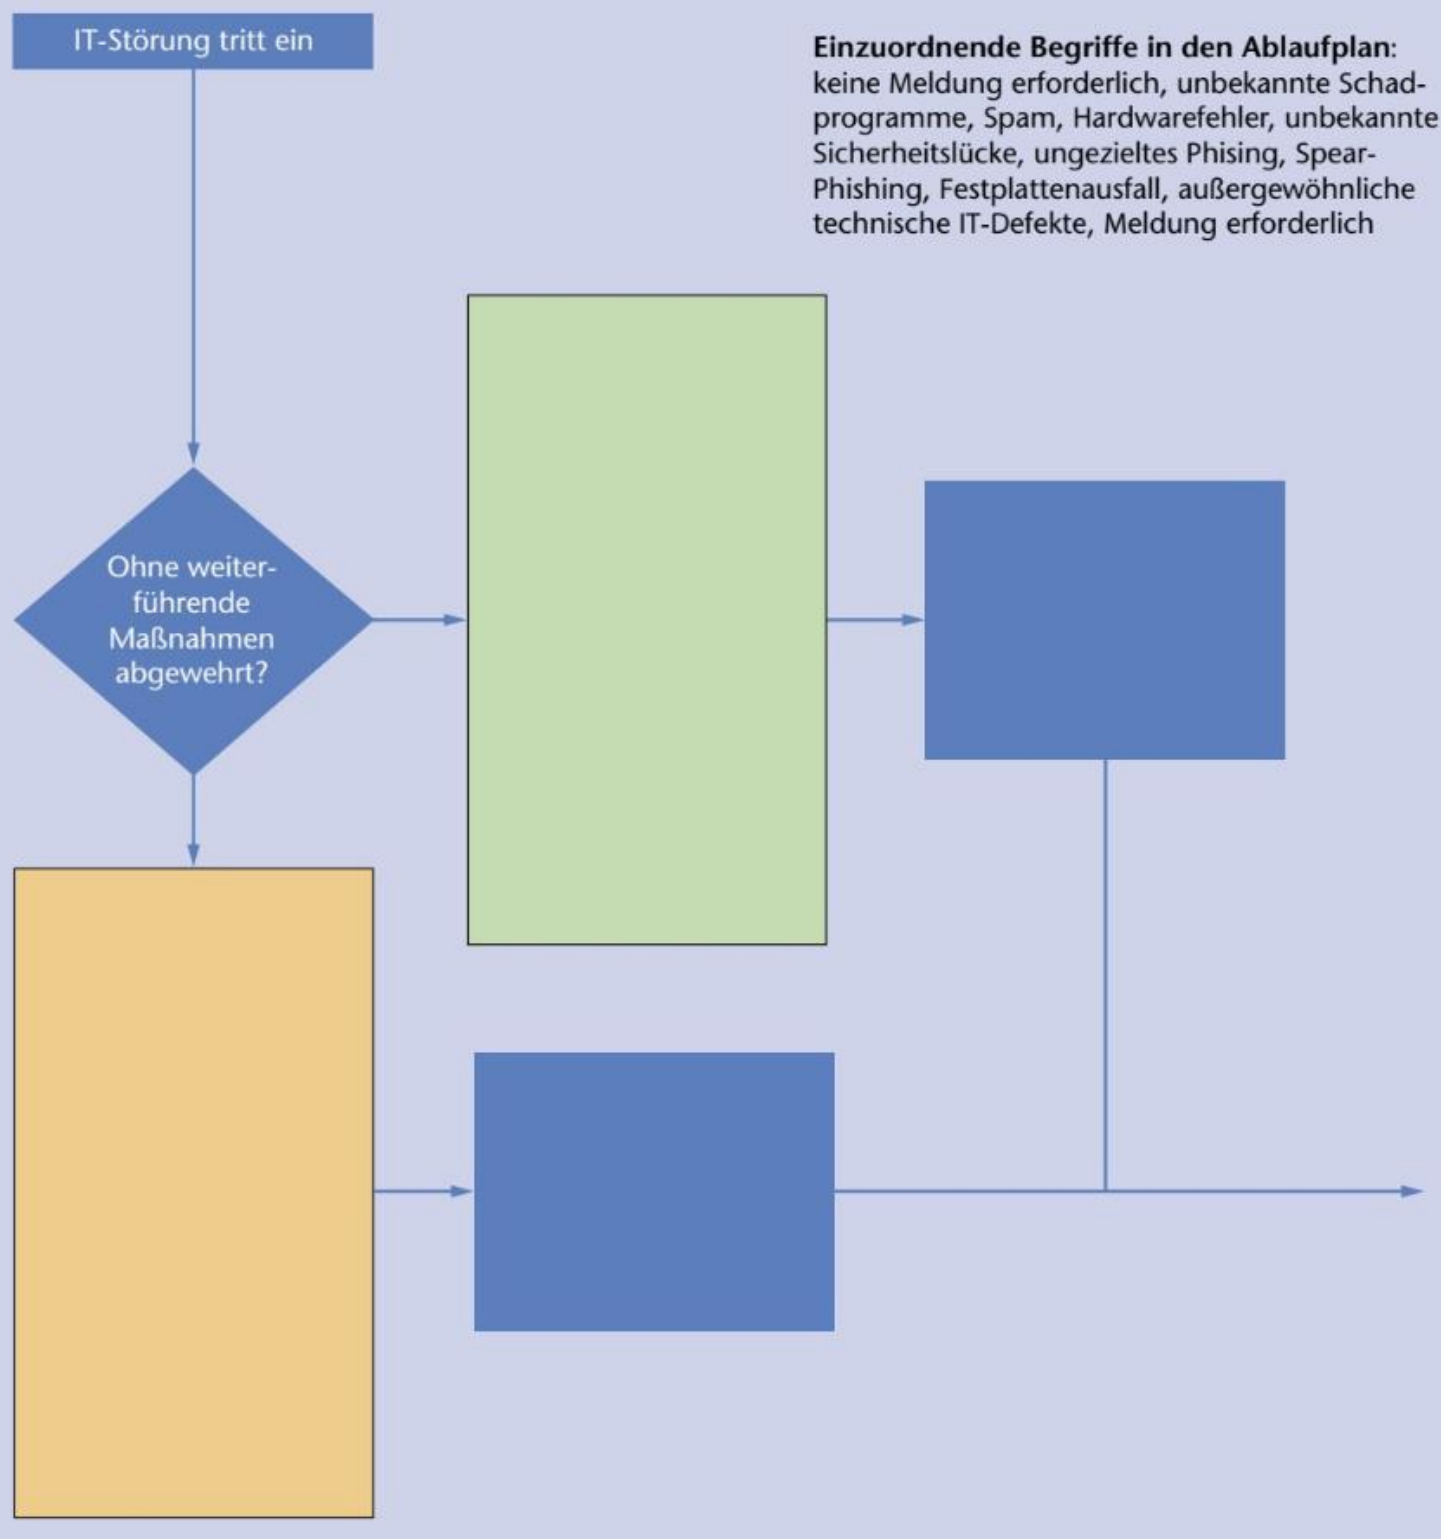 IT-Störung tritt ein
Einzuordnende Begriffe in den Ablaufplan:
keine Meldung erforderlich, unbekannte Schad-
programme, Spam, Hardwarefehler, unbekannte
Sicherheitslücke, ungezieltes Phising, Spear-
Phishing, Festplattenausfall, außergewöhnliche
technische IT-Defekte, Meldung erforderlich
Ohne weiter-
führende
Maßnahmen
abgewehrt?